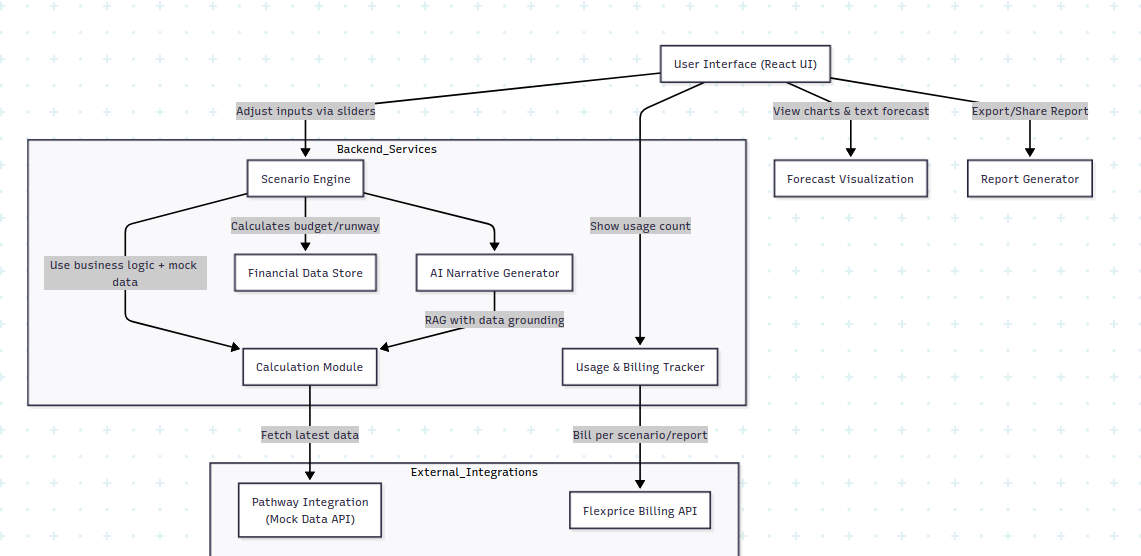 User Interface (React UI)
Adjust inputs via sliders
View charts & text forecast
Export/Share Report
Backend_Services
Scenario Engine
Forecast Visualization
Report Generator
Calculates budget/runway
Show usage count
Use business logic + mock
data
Financial Data Store
AI Narrative Generator
RAG with data grounding
Calculation Module
Usage & Billing Tracker
Fetch latest data
Bill per scenario/report
External_Integrations
Pathway Integration
(Mock Data API)
Flexprice Billing API